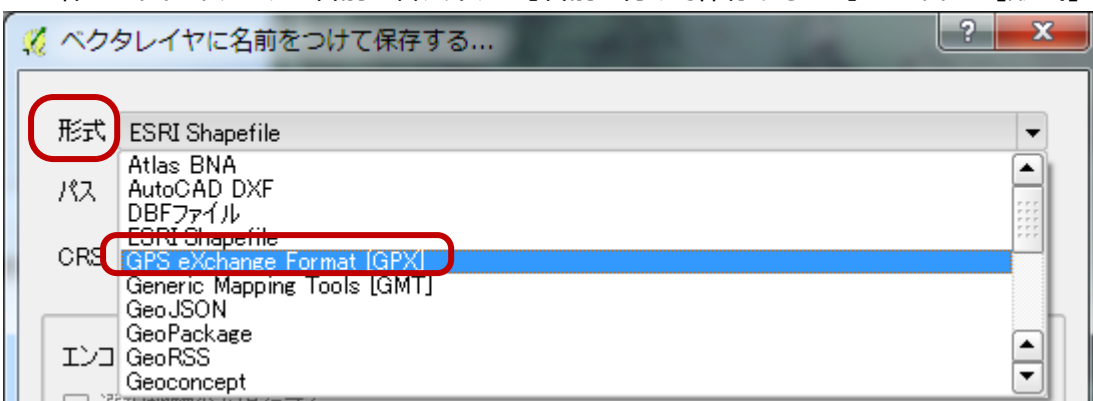 ベクタレイヤに名前をつけて保存する...
形式 ESRI Shapefile
Atlas BNA
パス AutoCAD DXF
DBFファイル
ESRI Shapefile
CRS GPS eXchange Format [GPX]
Generic Mapping Tools [GMT]
GeoJSON
GeoPackage
エンコ GeoRSS
Geoconcept